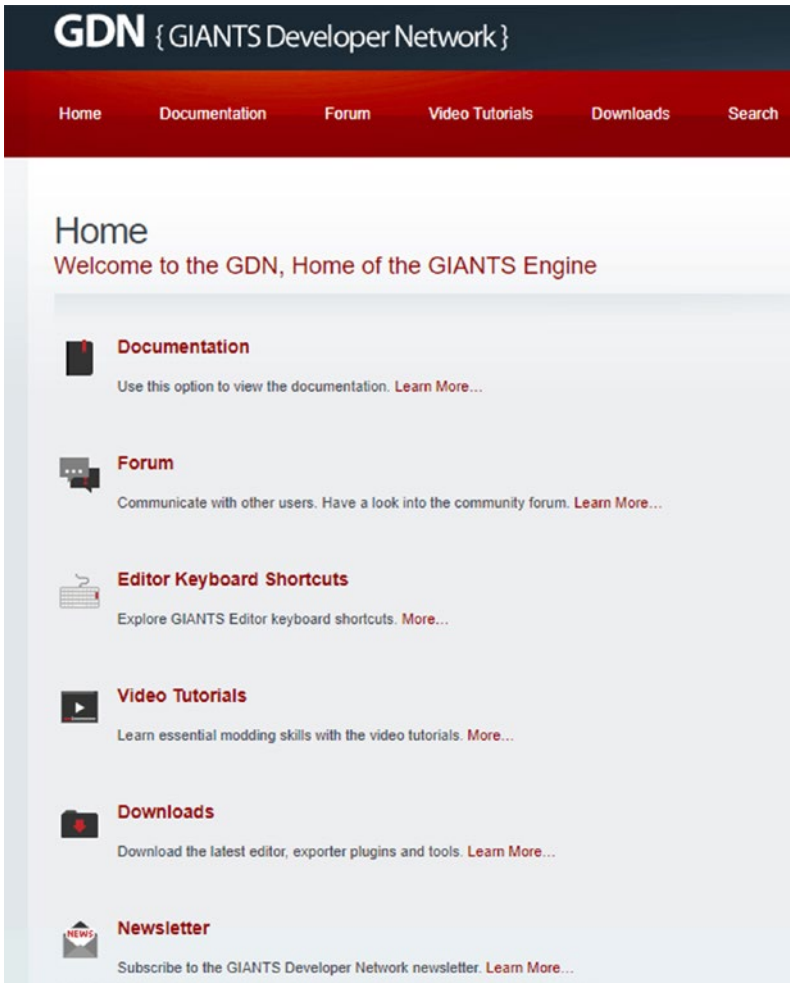 GDN { GIANTS Developer Network }
Home Documentation Forum Video Tutorials Downloads Search
Home
Welcome to the GDN, Home of the GIANTS Engine
Documentation
Use this option to view the documentation. Learn More...
Forum
Communicate with other users. Have a look into the community forum. Learn More...
Editor Keyboard Shortcuts
Explore GIANTS Editor keyboard shortcuts. More...
Video Tutorials
Learn essential modding skills with the video tutorials. More...
Downloads
Download the latest editor, exporter plugins and tools. Learn More...
NEWS
Newsletter
Subscribe to the GIANTS Developer Network newsletter. Learn More...